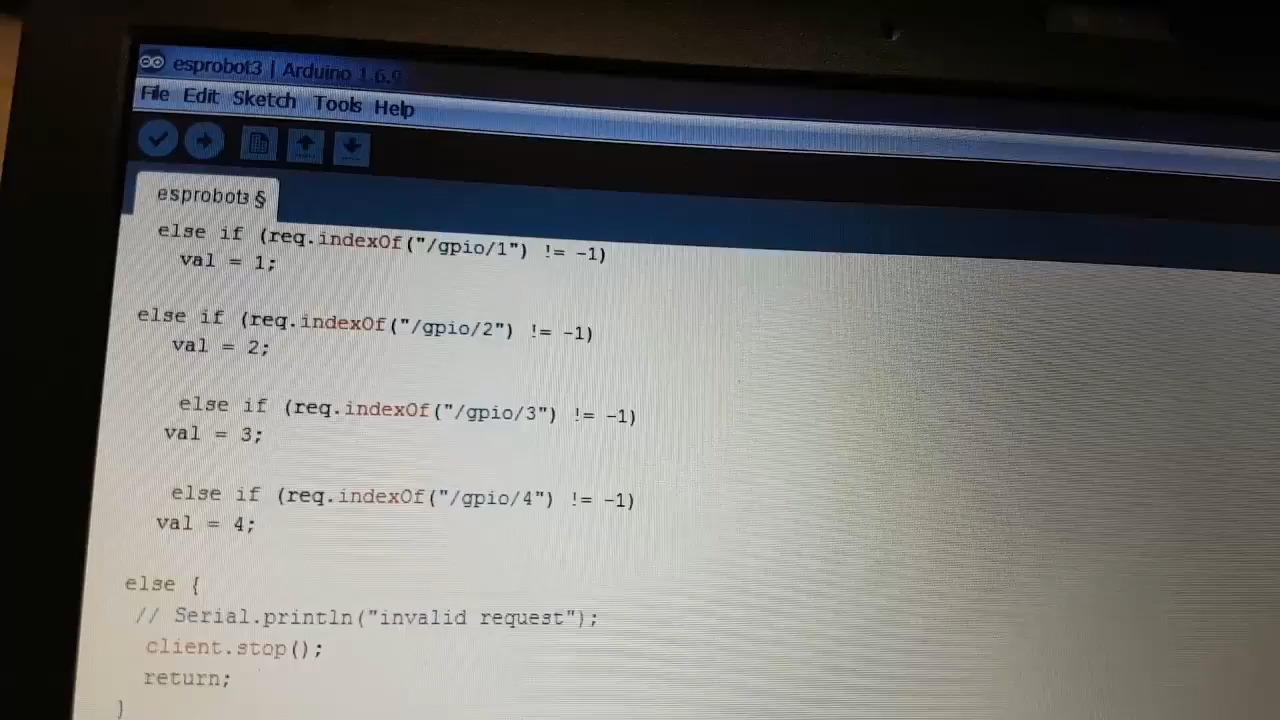 esprobot3 | Arduino 1.6.9
File Edit Sketch Tools Help
esprobot3 §
else if (req.indexOf("/gpio/1") != -1)
val = 1;
else if (req.indexOf("/gpio/2") != -1)
val = 2;
else if (req.indexOf("/gpio/3") != -1)
val = 3;
else if (req.indexOf("/gpio/4") != -1)
val = 4;
else {
// Serial.println("invalid request");
client.stop();
return;
}